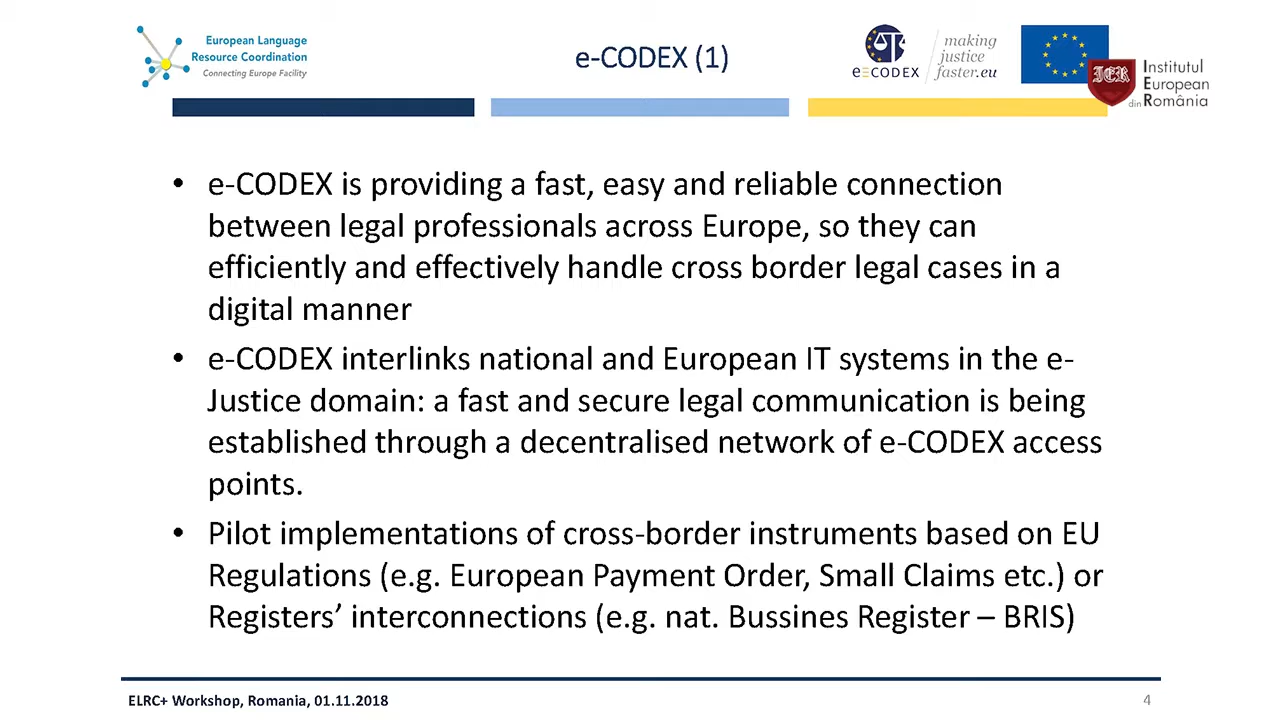 European Language
Resource Coordination
Connecting Europe Facility
e-CODEX (1)
e-CODEX
making
justice
faster.eu
JER
Institutul
European
din România
• e-CODEX is providing a fast, easy and reliable connection
between legal professionals across Europe, so they can
efficiently and effectively handle cross border legal cases in a
digital manner
• e-CODEX interlinks national and European IT systems in the e-
Justice domain: a fast and secure legal communication is being
established through a decentralised network of e-CODEX access
points.
• Pilot implementations of cross-border instruments based on EU
Regulations (e.g. European Payment Order, Small Claims etc.) or
Registers’ interconnections (e.g. nat. Bussines Register – BRIS)
ELRC+ Workshop, Romania, 01.11.2018
4